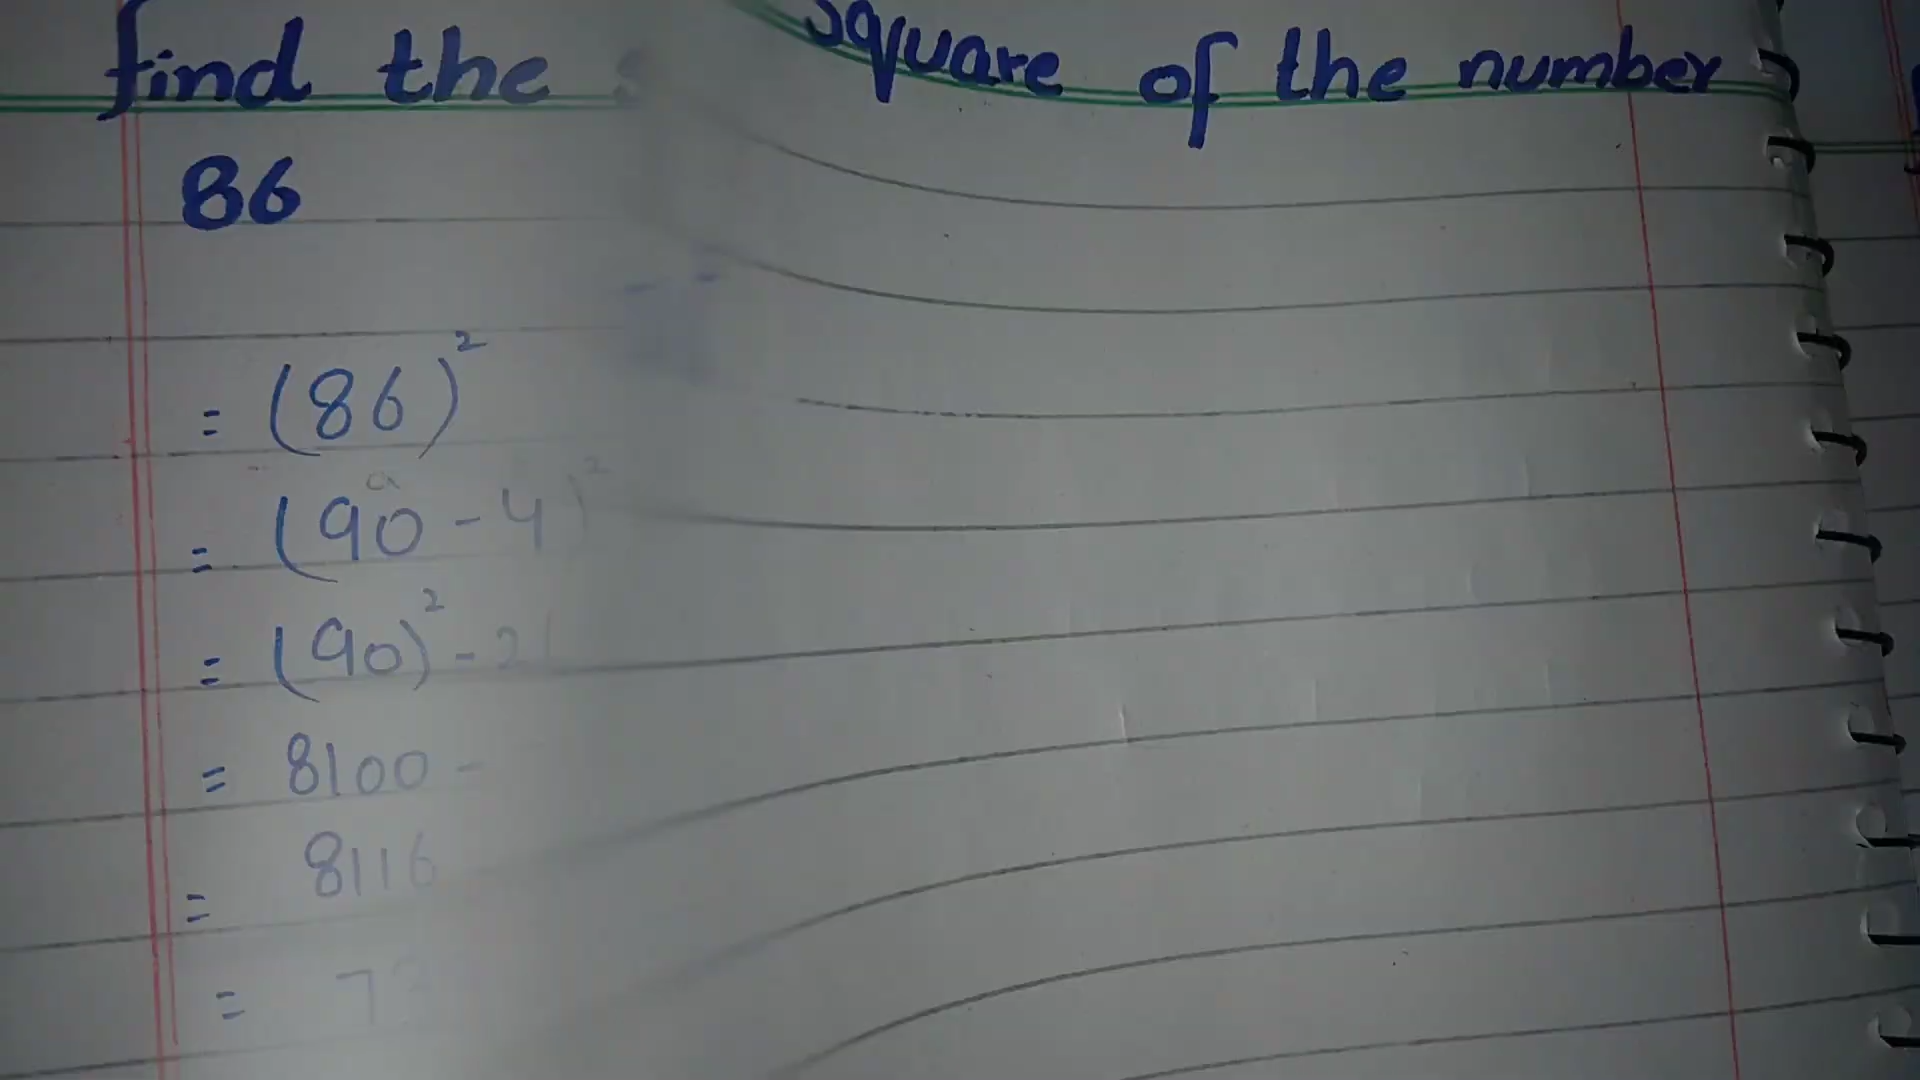 find the square of the number
86
= (86)²
= (90 - 4)²
= (90)² - 2(
= 8100 -
= 8116
= 7